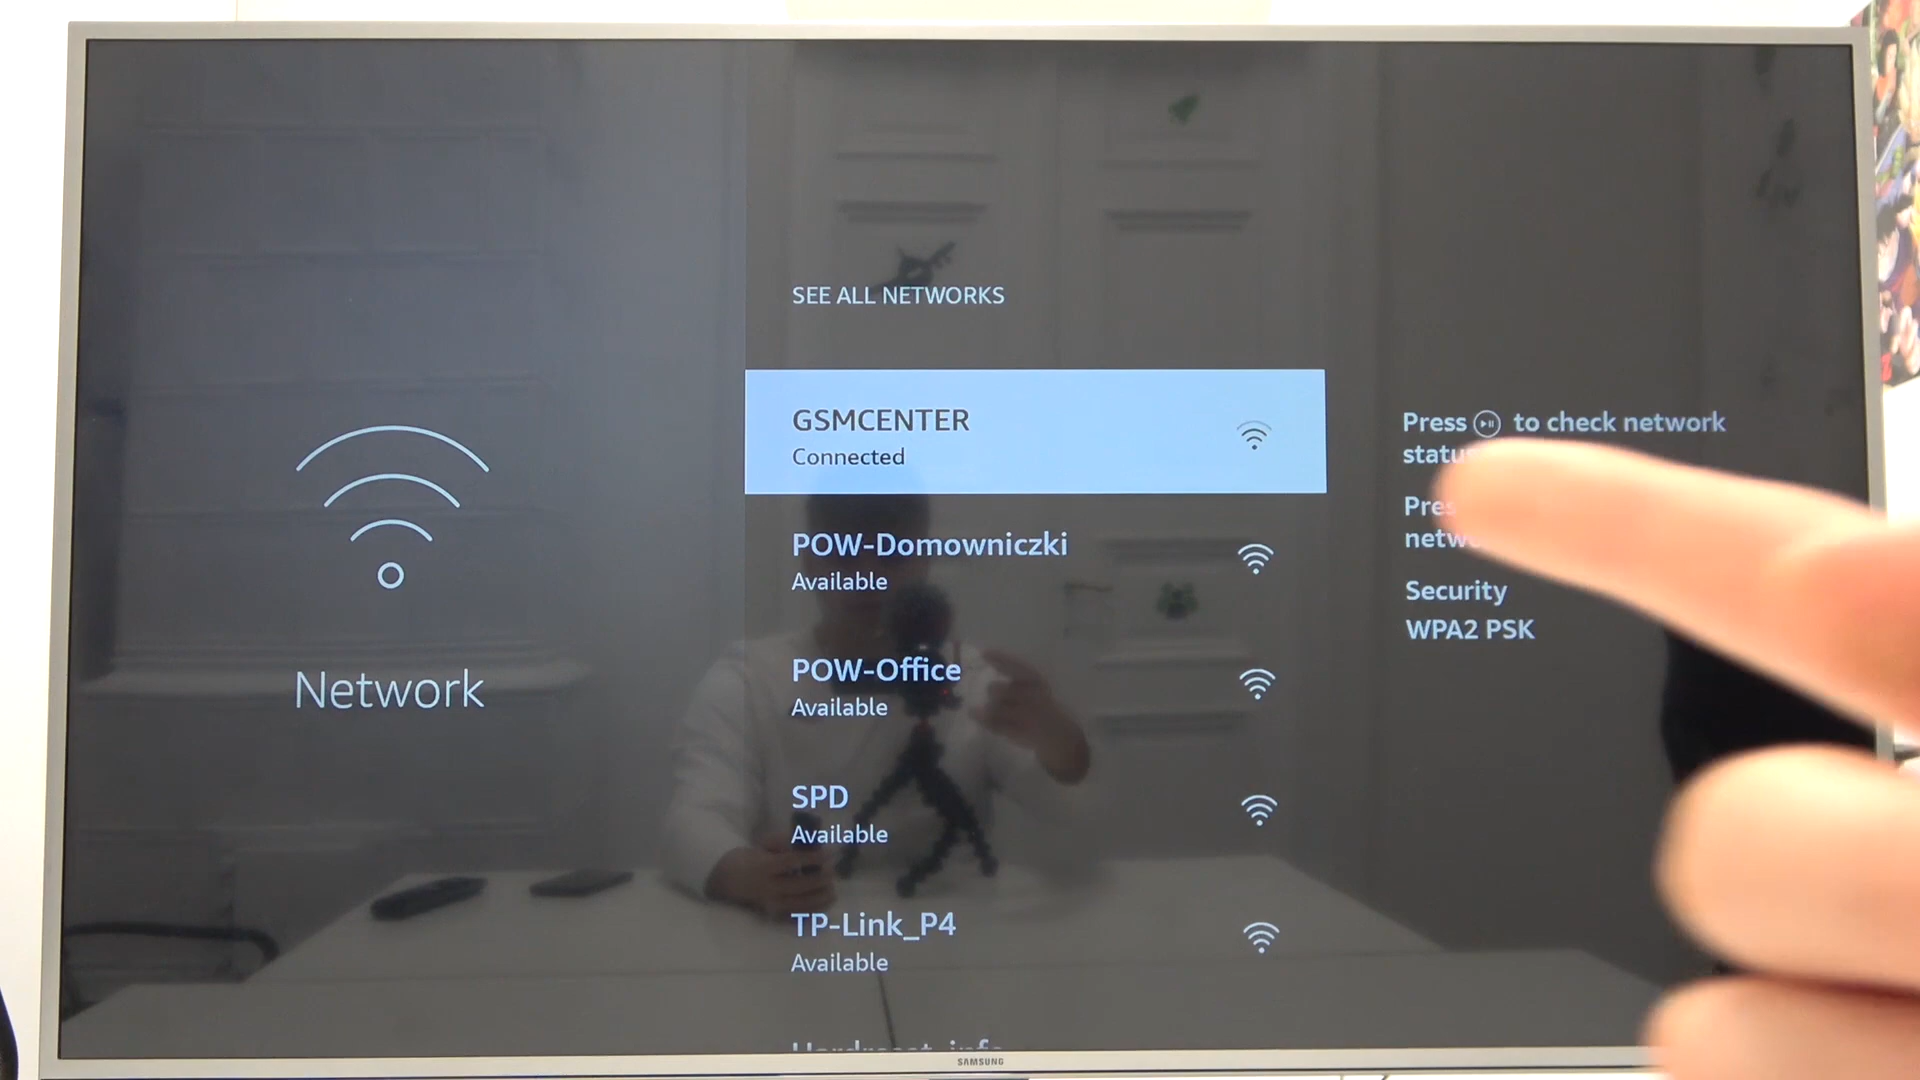 SEE ALL NETWORKS
GSMCENTER
Connected
POW-Domowniczki
Available
POW-Office
Available
SPD
Available
TP-Link_P4
Available
Network
Press to check network
Security
WPA2 PSK
SAMSUNG